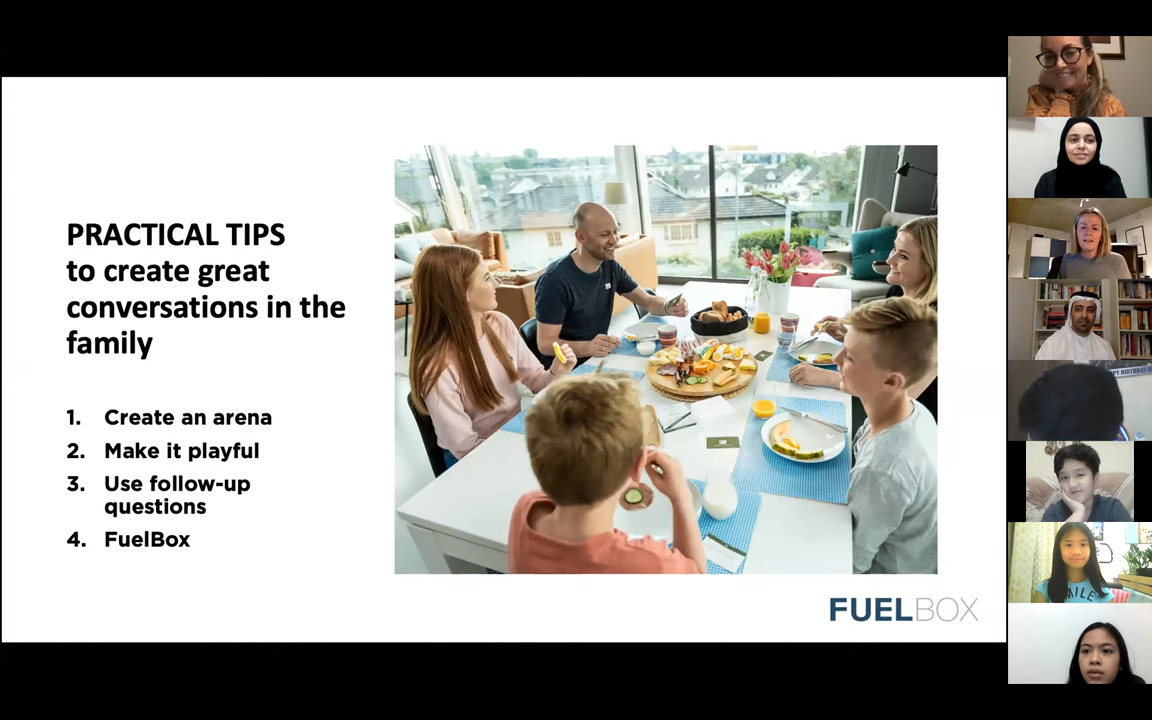 PRACTICAL TIPS
to create great
conversations in the
family
1. Create an arena
2. Make it playful
3. Use follow-up
questions
4. FuelBox
FUELBOX